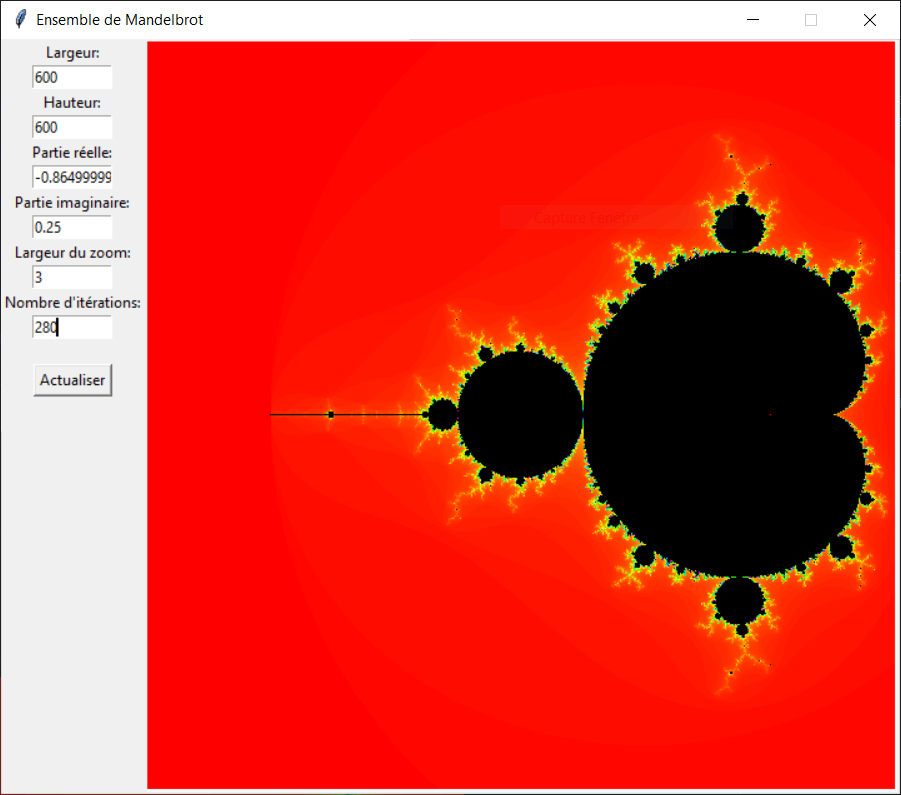 Ensemble de Mandelbrot
Largeur:
600
Hauteur:
600
Partie réelle:
-0.86499999
Partie imaginaire:
0.25
Largeur du zoom:
3
Nombre d'itérations:
280
Actualiser
Capture Fenêtre